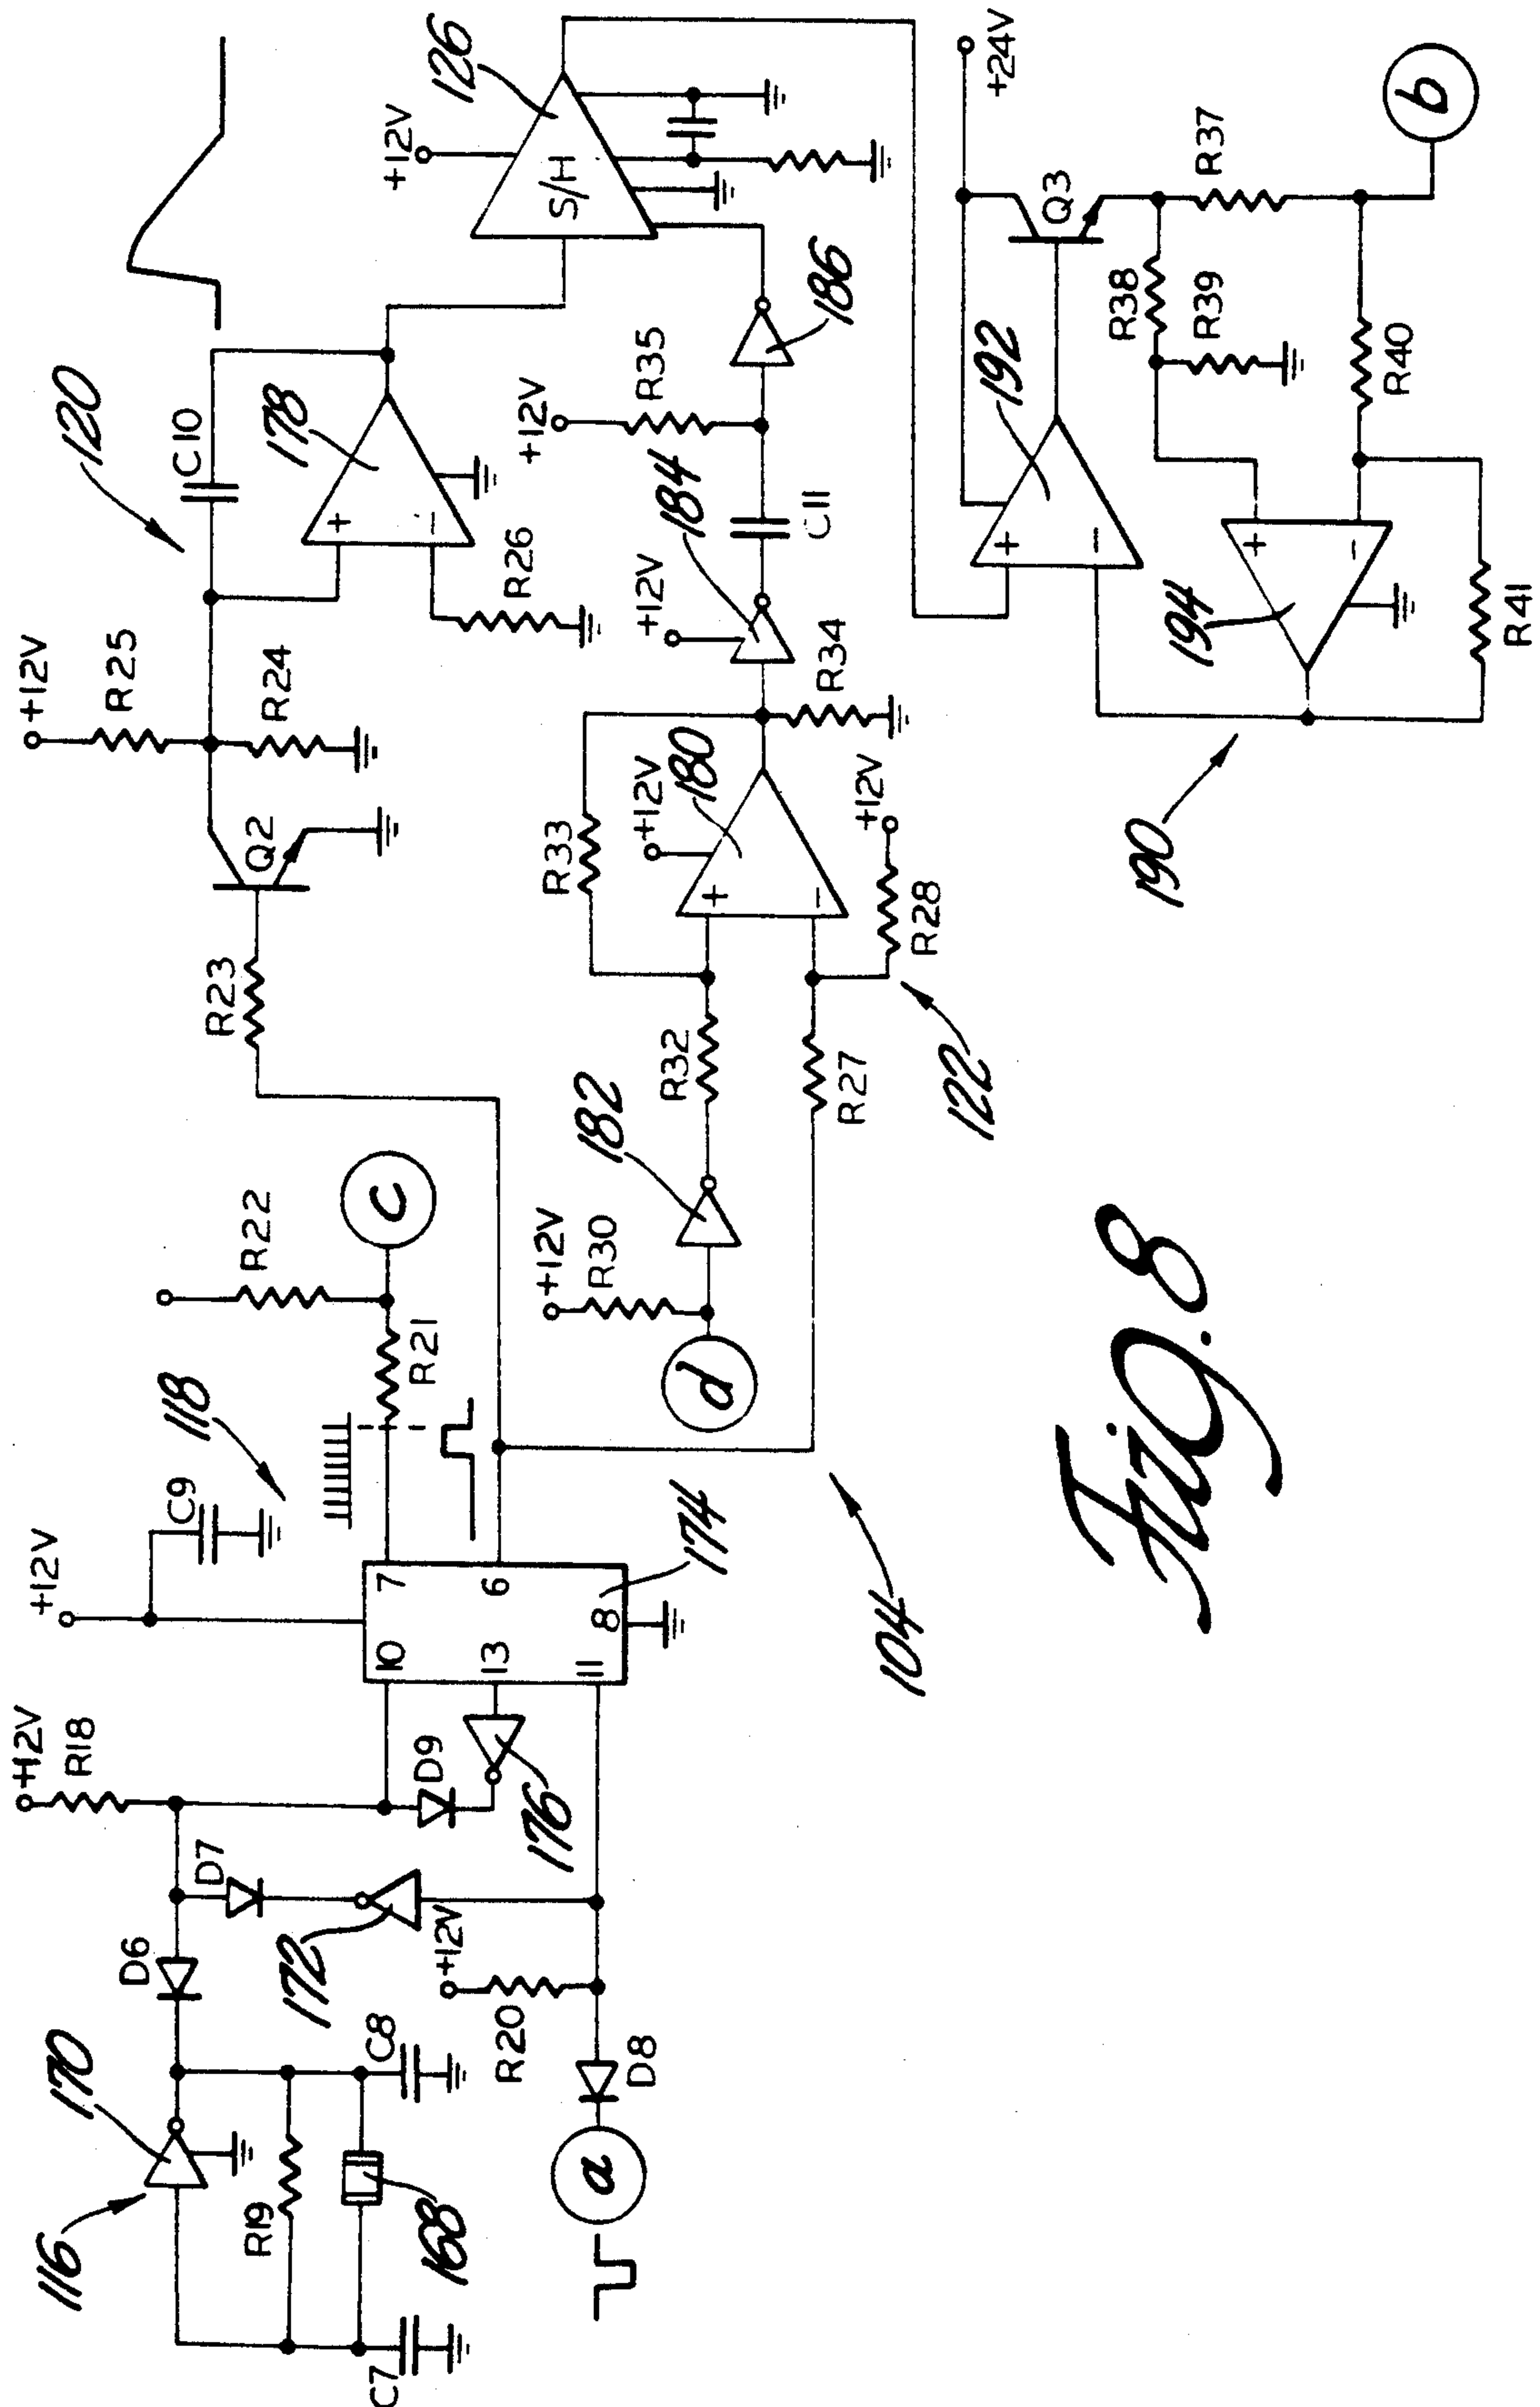 +12V
R25
R24
Q2
R23
C10
120
178
R26
+12V
126
S/H
+12V
R35
186
184
+12V
C11
R34
R33
+12V
180
+12V
R28
R32
182
R27
122
+12V
R30
d
R22
C
R21
118
C9
+12V
7
6
10
13
11
8
174
104
+12V
R18
D9
176
D7
172
+12V
D6
R20
D8
a
116
170
R19
168
C8
C7
+24V
Q3
R37
b
R38
R39
R40
192
194
R41
190
Fig. 8